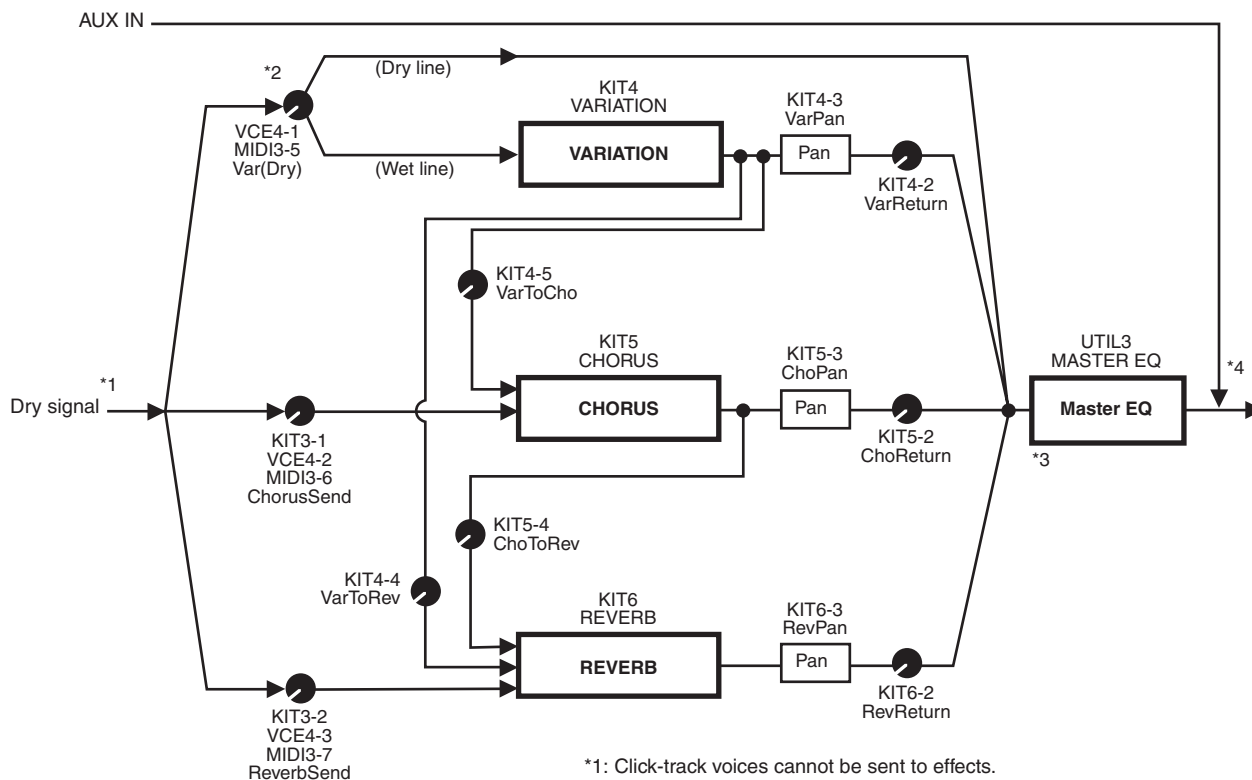 AUX IN
*2
(Dry line)
KIT4
VARIATION
KIT4-3
VarPan
VCE4-1
MIDI3-5
Var(Dry)
(Wet line)
VARIATION
Pan
KIT4-2
VarReturn
KIT4-5
VarToCho
KIT5
CHORUS
KIT5-3
ChoPan
UTIL3
MASTER EQ
*1
*4
Dry signal
CHORUS
Pan
Master EQ
KIT3-1
VCE4-2
MIDI3-6
ChorusSend
KIT5-2
ChoReturn
*3
KIT5-4
ChoToRev
KIT4-4
VarToRev
KIT6
REVERB
KIT6-3
RevPan
REVERB
Pan
KIT3-2
VCE4-3
MIDI3-7
ReverbSend
KIT6-2
RevReturn
*1: Click-track voices cannot be sent to effects.